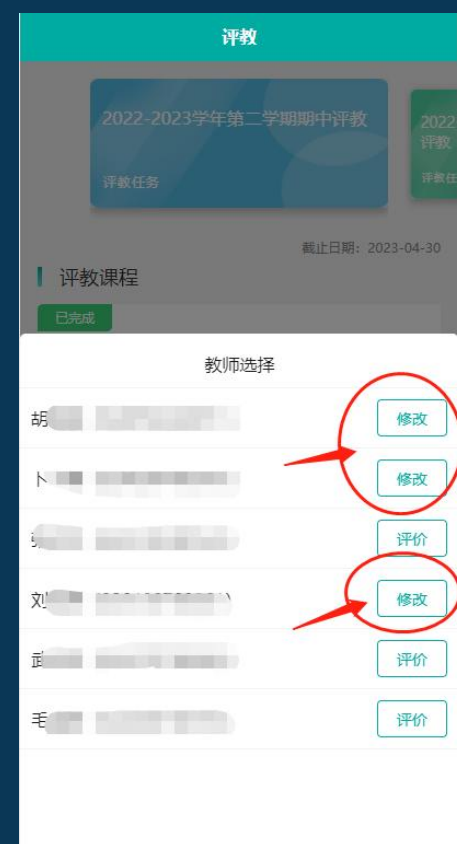 评教
2022-2023学年第二学期期中评教
2022
评教
评教任务
评教任
截止日期：2023-04-30
评教课程
已完成
教师选择
胡
修改
卜
修改
评价
刘
修改
武
评价
毛
评价